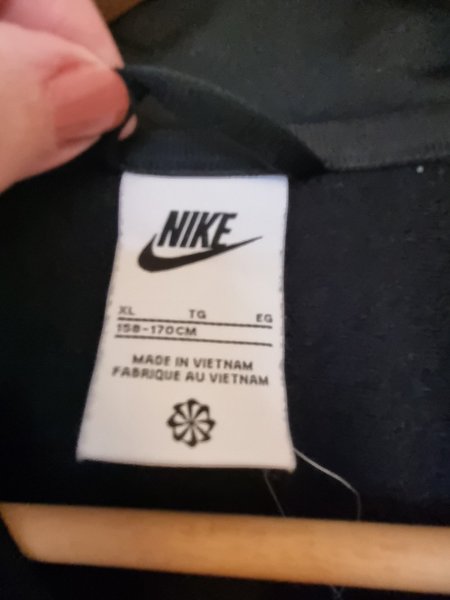 NIKE
XL TG EG
158-170CM
MADE IN VIETNAM
FABRIQUE AU VIETNAM